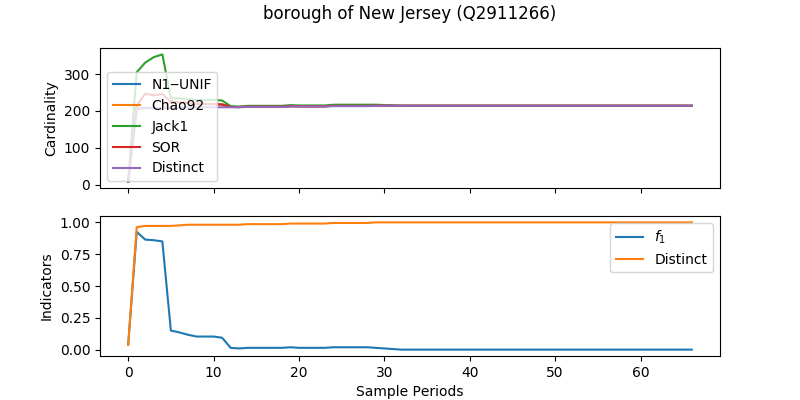 borough of New Jersey (Q2911266)
Cardinality
300
200
100
0
N1−UNIF
Chao92
Jack1
SOR
Distinct
Indicators
1.00
0.75
0.50
0.25
0.00
f1
Distinct
0 10 20 30 40 50 60
Sample Periods